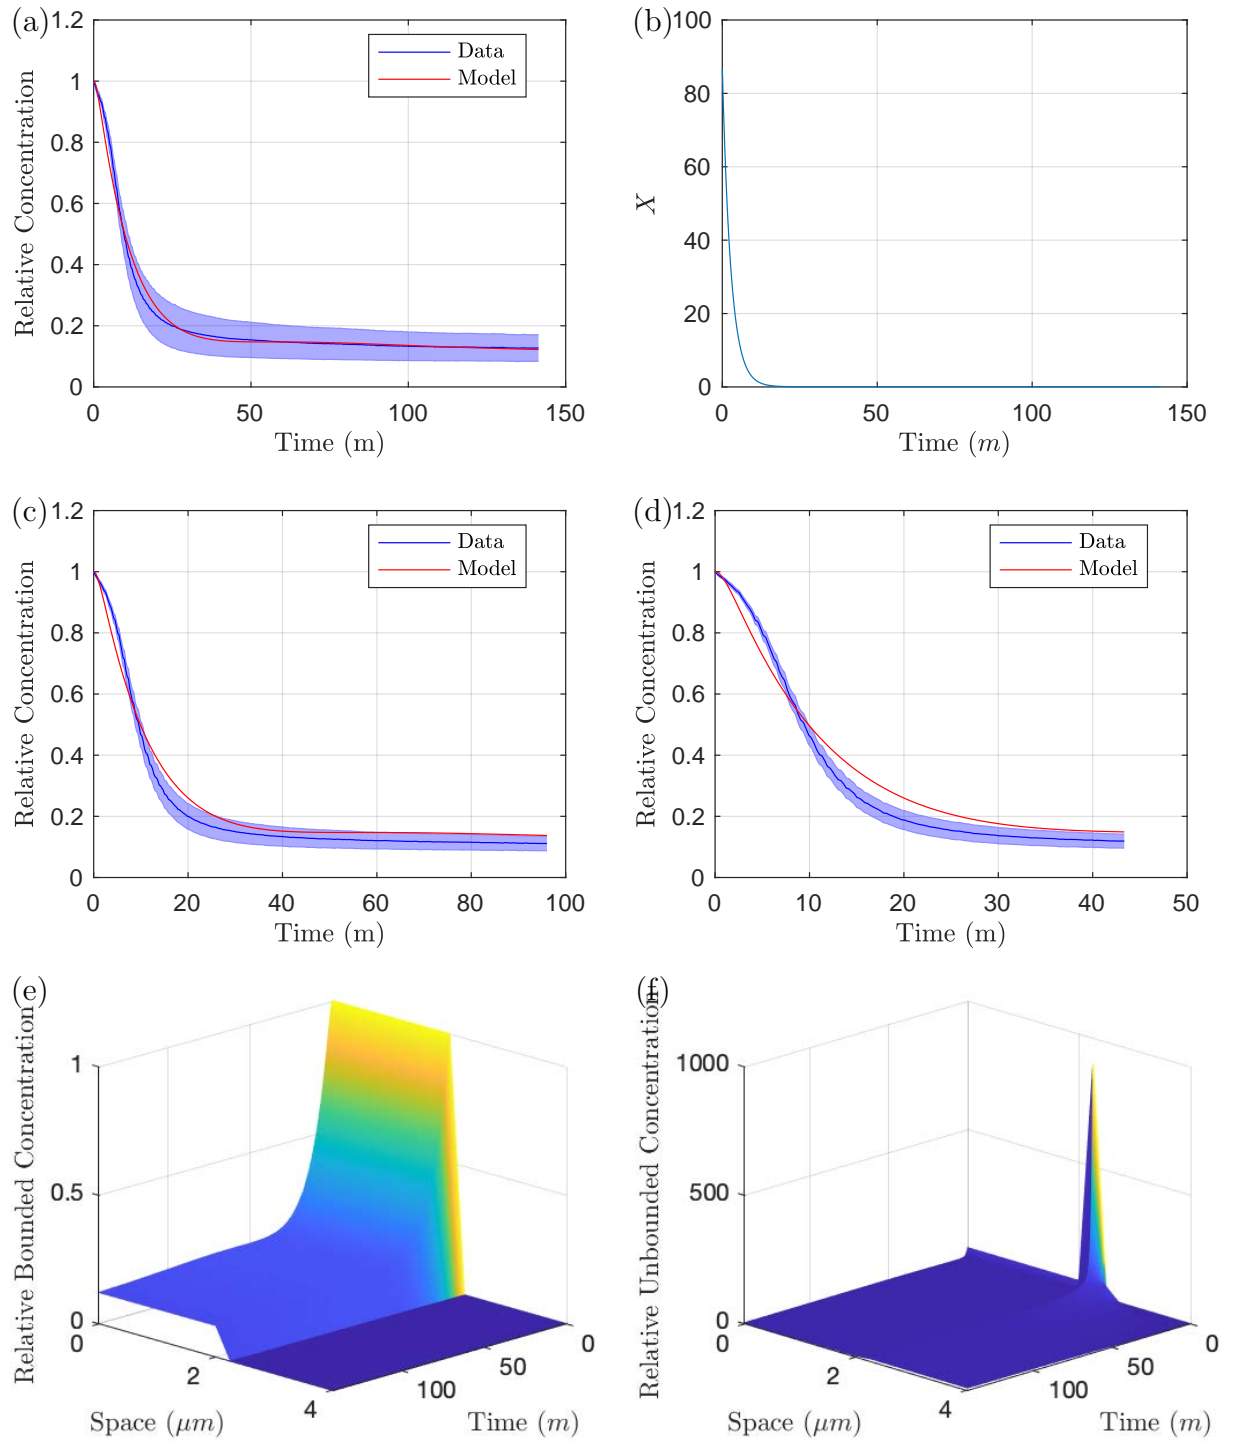 (a)
1.2
1
0.8
0.6
0.4
0.2
0
Relative Concentration
Data
Model
0
50
100
150
Time (m)
(b)
100
80
60
40
20
0
X
0
50
100
150
Time (m)
(c)
1.2
1
0.8
0.6
0.4
0.2
0
Relative Concentration
Data
Model
0
20
40
60
80
100
Time (m)
(d)
1.2
1
0.8
0.6
0.4
0.2
0
Relative Concentration
Data
Model
0
10
20
30
40
50
Time (m)
(e)
Relative Bounded Concentration
1
0.5
0
0
2
4
Space (μm)
100
50
0
Time (m)
(f)
Relative Unbounded Concentration
1000
500
0
0
2
4
Space (μm)
100
50
0
Time (m)